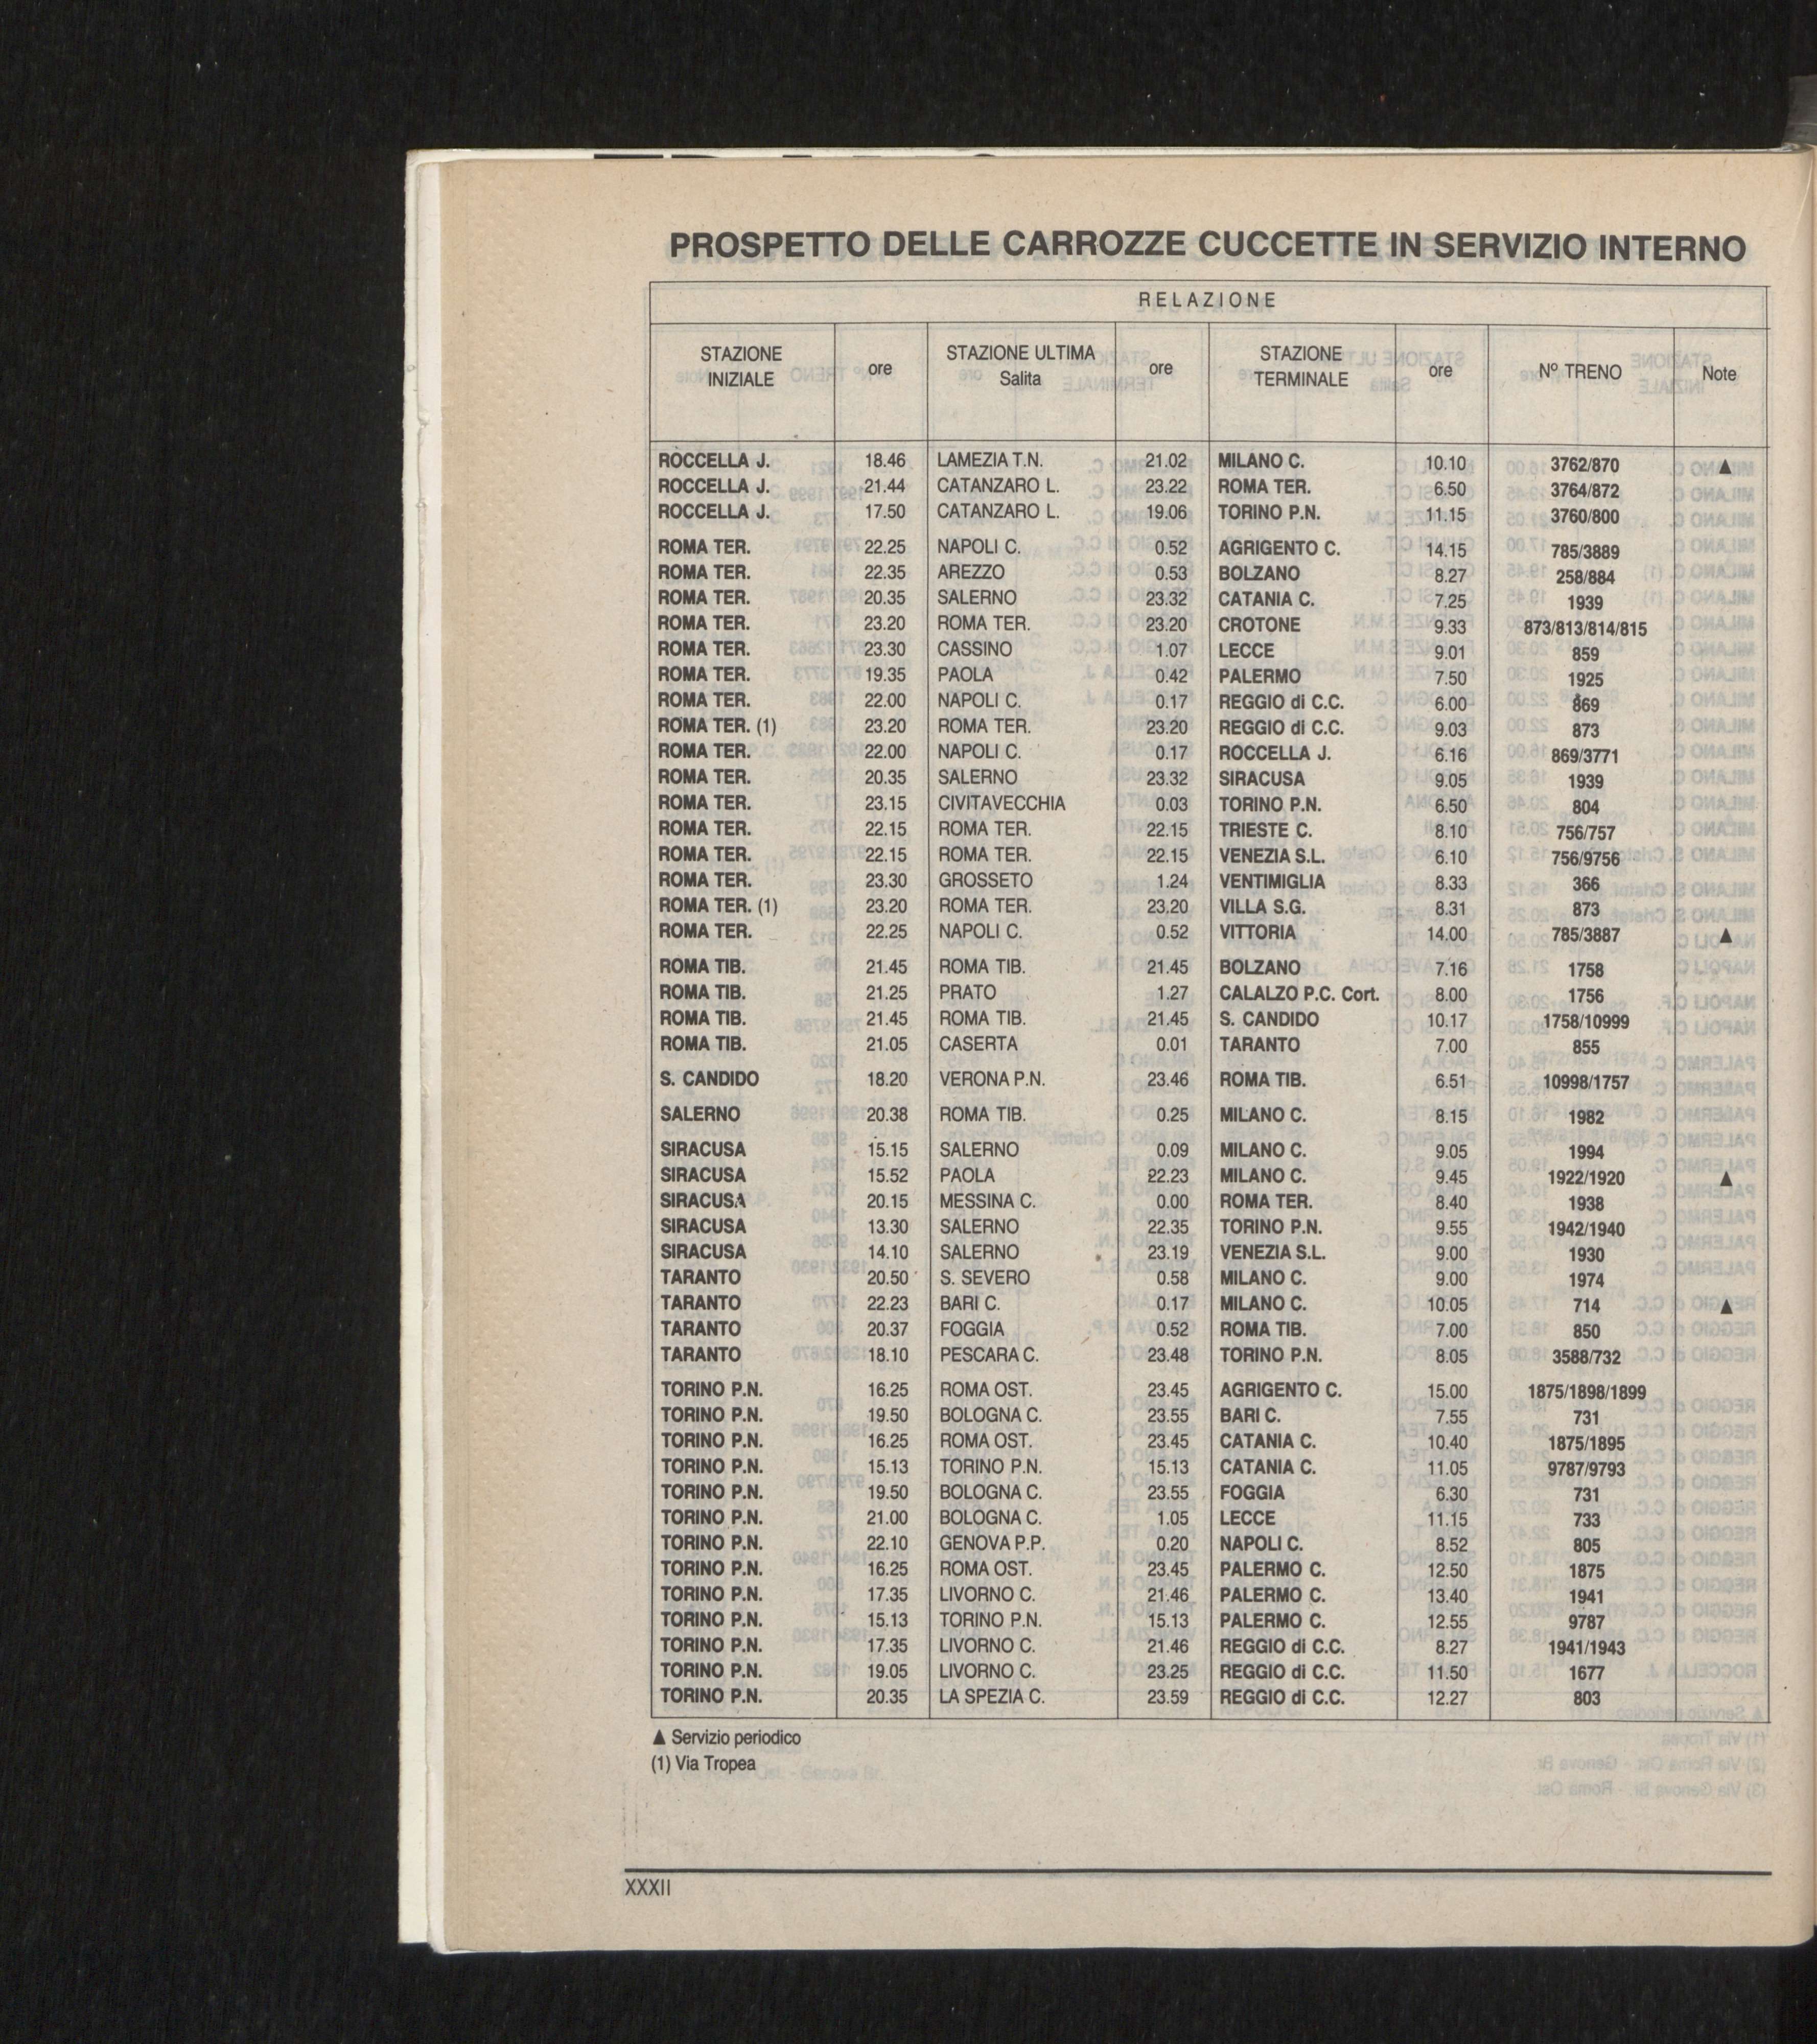 PROSPETTO DELLE CARROZZE CUCCETTE IN SERVIZIO INTERNO
RELAZIONE
STAZIONE INIZIALE ore STAZIONE ULTIMA Salita ore STAZIONE TERMINALE ore Nº TRENO Note
ROCCELLA J. 18.46 LAMEZIA T.N. 21.02 MILANO C. 10.10 3762/870 ▲
ROCCELLA J. 21.44 CATANZARO L. 23.22 ROMA TER. 6.50 3764/872
ROCCELLA J. 17.50 CATANZARO L. 19.06 TORINO P.N. 11.15 3760/800
ROMA TER. 22.25 NAPOLI C. 0.52 AGRIGENTO C. 14.15 785/3889
ROMA TER. 22.35 AREZZO 0.53 BOLZANO 8.27 258/884
ROMA TER. 20.35 SALERNO 23.32 CATANIA C. 7.25 1939
ROMA TER. 23.20 ROMA TER. 23.20 CROTONE 9.33 873/813/814/815
ROMA TER. 23.30 CASSINO 1.07 LECCE 9.01 859
ROMA TER. 19.35 PAOLA 0.42 PALERMO 7.50 1925
ROMA TER. 22.00 NAPOLI C. 0.17 REGGIO di C.C. 6.00 869
ROMA TER. (1) 23.20 ROMA TER. 23.20 REGGIO di C.C. 9.03 873
ROMA TER. 22.00 NAPOLI C. 0.17 ROCCELLA J. 6.16 869/3771
ROMA TER. 20.35 SALERNO 23.32 SIRACUSA 9.05 1939
ROMA TER. 23.15 CIVITAVECCHIA 0.03 TORINO P.N. 6.50 804
ROMA TER. 22.15 ROMA TER. 22.15 TRIESTE C. 8.10 756/757
ROMA TER. 22.15 ROMA TER. 22.15 VENEZIA S.L. 6.10 756/9756
ROMA TER. 23.30 GROSSETO 1.24 VENTIMIGLIA 8.33 366
ROMA TER. (1) 23.20 ROMA TER. 23.20 VILLA S.G. 8.31 873
ROMA TER. 22.25 NAPOLI C. 0.52 VITTORIA 14.00 785/3887 ▲
ROMA TIB. 21.45 ROMA TIB. 21.45 BOLZANO 7.16 1758
ROMA TIB. 21.25 PRATO 1.27 CALALZO P.C. Cort. 8.00 1756
ROMA TIB. 21.45 ROMA TIB. 21.45 S. CANDIDO 10.17 1758/10999
ROMA TIB. 21.05 CASERTA 0.01 TARANTO 7.00 855
S. CANDIDO 18.20 VERONA P.N. 23.46 ROMA TIB. 6.51 10998/1757
SALERNO 20.38 ROMA TIB. 0.25 MILANO C. 8.15 1982
SIRACUSA 15.15 SALERNO 0.09 MILANO C. 9.05 1994
SIRACUSA 15.52 PAOLA 22.23 MILANO C. 9.45 1922/1920 ▲
SIRACUSA 20.15 MESSINA C. 0.00 ROMA TER. 8.40 1938
SIRACUSA 13.30 SALERNO 22.35 TORINO P.N. 9.55 1942/1940
SIRACUSA 14.10 SALERNO 23.19 VENEZIA S.L. 9.00 1930
TARANTO 20.50 S. SEVERO 0.58 MILANO C. 9.00 1974
TARANTO 22.23 BARI C. 0.17 MILANO C. 10.05 714 ▲
TARANTO 20.37 FOGGIA 0.52 ROMA TIB. 7.00 850
TARANTO 18.10 PESCARA C. 23.48 TORINO P.N. 8.05 3588/732
TORINO P.N. 16.25 ROMA OST. 23.45 AGRIGENTO C. 15.00 1875/1898/1899
TORINO P.N. 19.50 BOLOGNA C. 23.55 BARI C. 7.55 731
TORINO P.N. 16.25 ROMA OST. 23.45 CATANIA C. 10.40 1875/1895
TORINO P.N. 15.13 TORINO P.N. 15.13 CATANIA C. 11.05 9787/9793
TORINO P.N. 19.50 BOLOGNA C. 23.55 FOGGIA 6.30 731
TORINO P.N. 21.00 BOLOGNA C. 1.05 LECCE 11.15 733
TORINO P.N. 22.10 GENOVA P.P. 0.20 NAPOLI C. 8.52 805
TORINO P.N. 16.25 ROMA OST. 23.45 PALERMO C. 12.50 1875
TORINO P.N. 17.35 LIVORNO C. 21.46 PALERMO C. 13.40 1941
TORINO P.N. 15.13 TORINO P.N. 15.13 PALERMO C. 12.55 9787
TORINO P.N. 17.35 LIVORNO C. 21.46 REGGIO di C.C. 8.27 1941/1943
TORINO P.N. 19.05 LIVORNO C. 23.25 REGGIO di C.C. 11.50 1677
TORINO P.N. 20.35 LA SPEZIA C. 23.59 REGGIO di C.C. 12.27 803
▲ Servizio periodico
(1) Via Tropea
XXXII